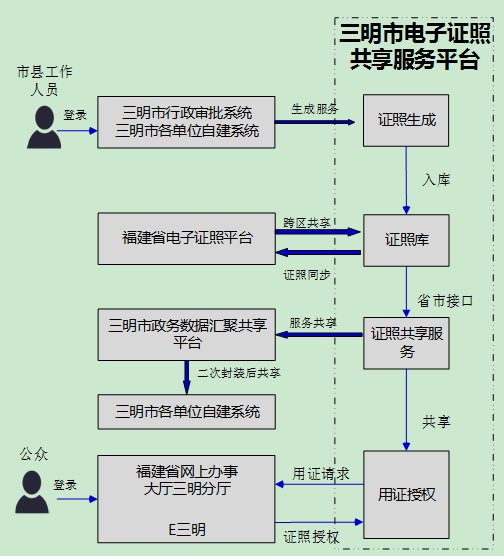 三明市电子证照
共享服务平台
市县工作
人员
登录
三明市行政审批系统
三明市各单位自建系统
生成服务
证照生成
入库
福建省电子证照平台
跨区共享
证照同步
证照库
省市接口
三明市政务数据汇聚共享
平台
服务共享
证照共享服
务
二次封装后共享
三明市各单位自建系统
共享
公众
登录
福建省网上办事
大厅三明分厅
E三明
用证请求
证照授权
用证授权